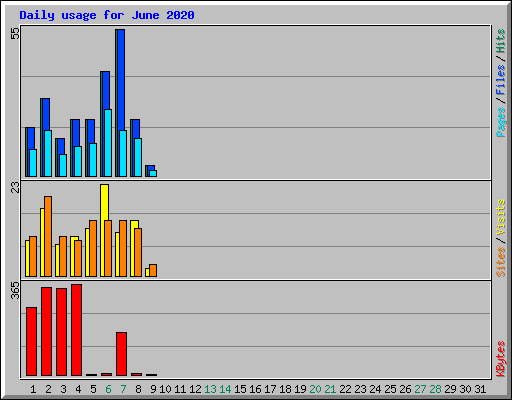 Daily usage for June 2020
55
Pages/Files/Hits
23
Sites/Visits
365
KBytes
1 2 3 4 5 6 7 8 9 10 11 12 13 14 15 16 17 18 19 20 21 22 23 24 25 26 27 28 29 30 31